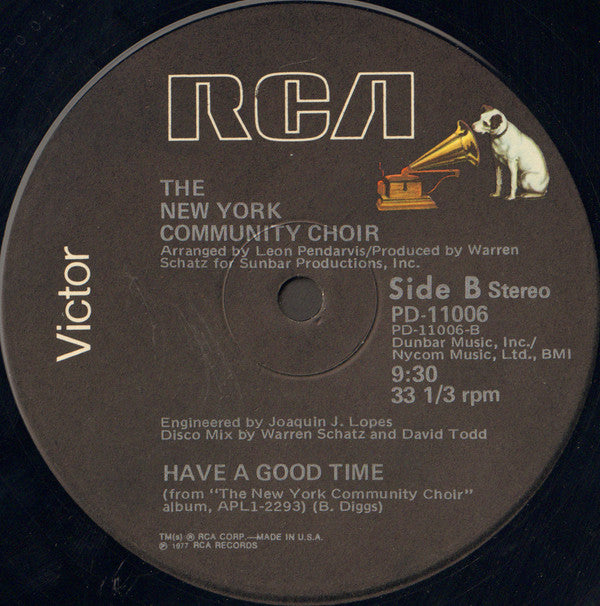 RCA
THE
NEW YORK
COMMUNITY CHOIR
Arranged by Leon Pendarvis/Produced by Warren
Schatz for Sunbar Productions, Inc.
Victor
Side B Stereo
PD-11006
PD-11006-B
Dunbar Music, Inc./
Nycom Music, Ltd., BMI
9:30
33 1/3 rpm
Engineered by Joaquin J. Lopes
Disco Mix by Warren Schatz and David Todd
HAVE A GOOD TIME
(from "The New York Community Choir"
album, APL1-2293) (B. Diggs)
TM(s) ® RCA CORP.—MADE IN U.S.A.
℗ 1977 RCA RECORDS